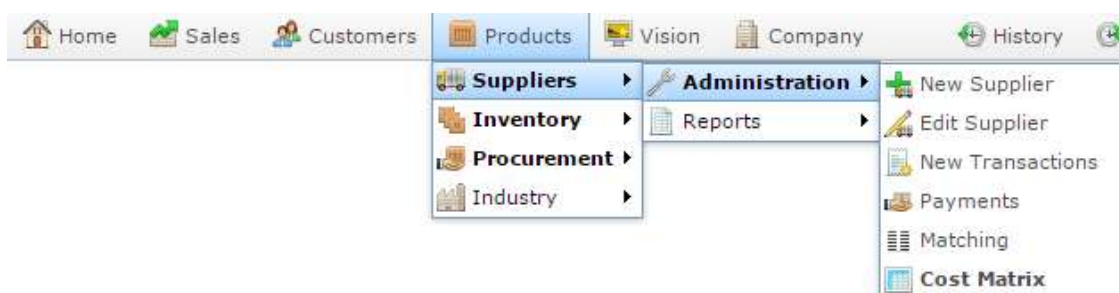 Home Sales Customers Products Vision Company History
Suppliers Administration New Supplier
Inventory Reports Edit Supplier
Procurement New Transactions
Industry Payments
Matching
Cost Matrix